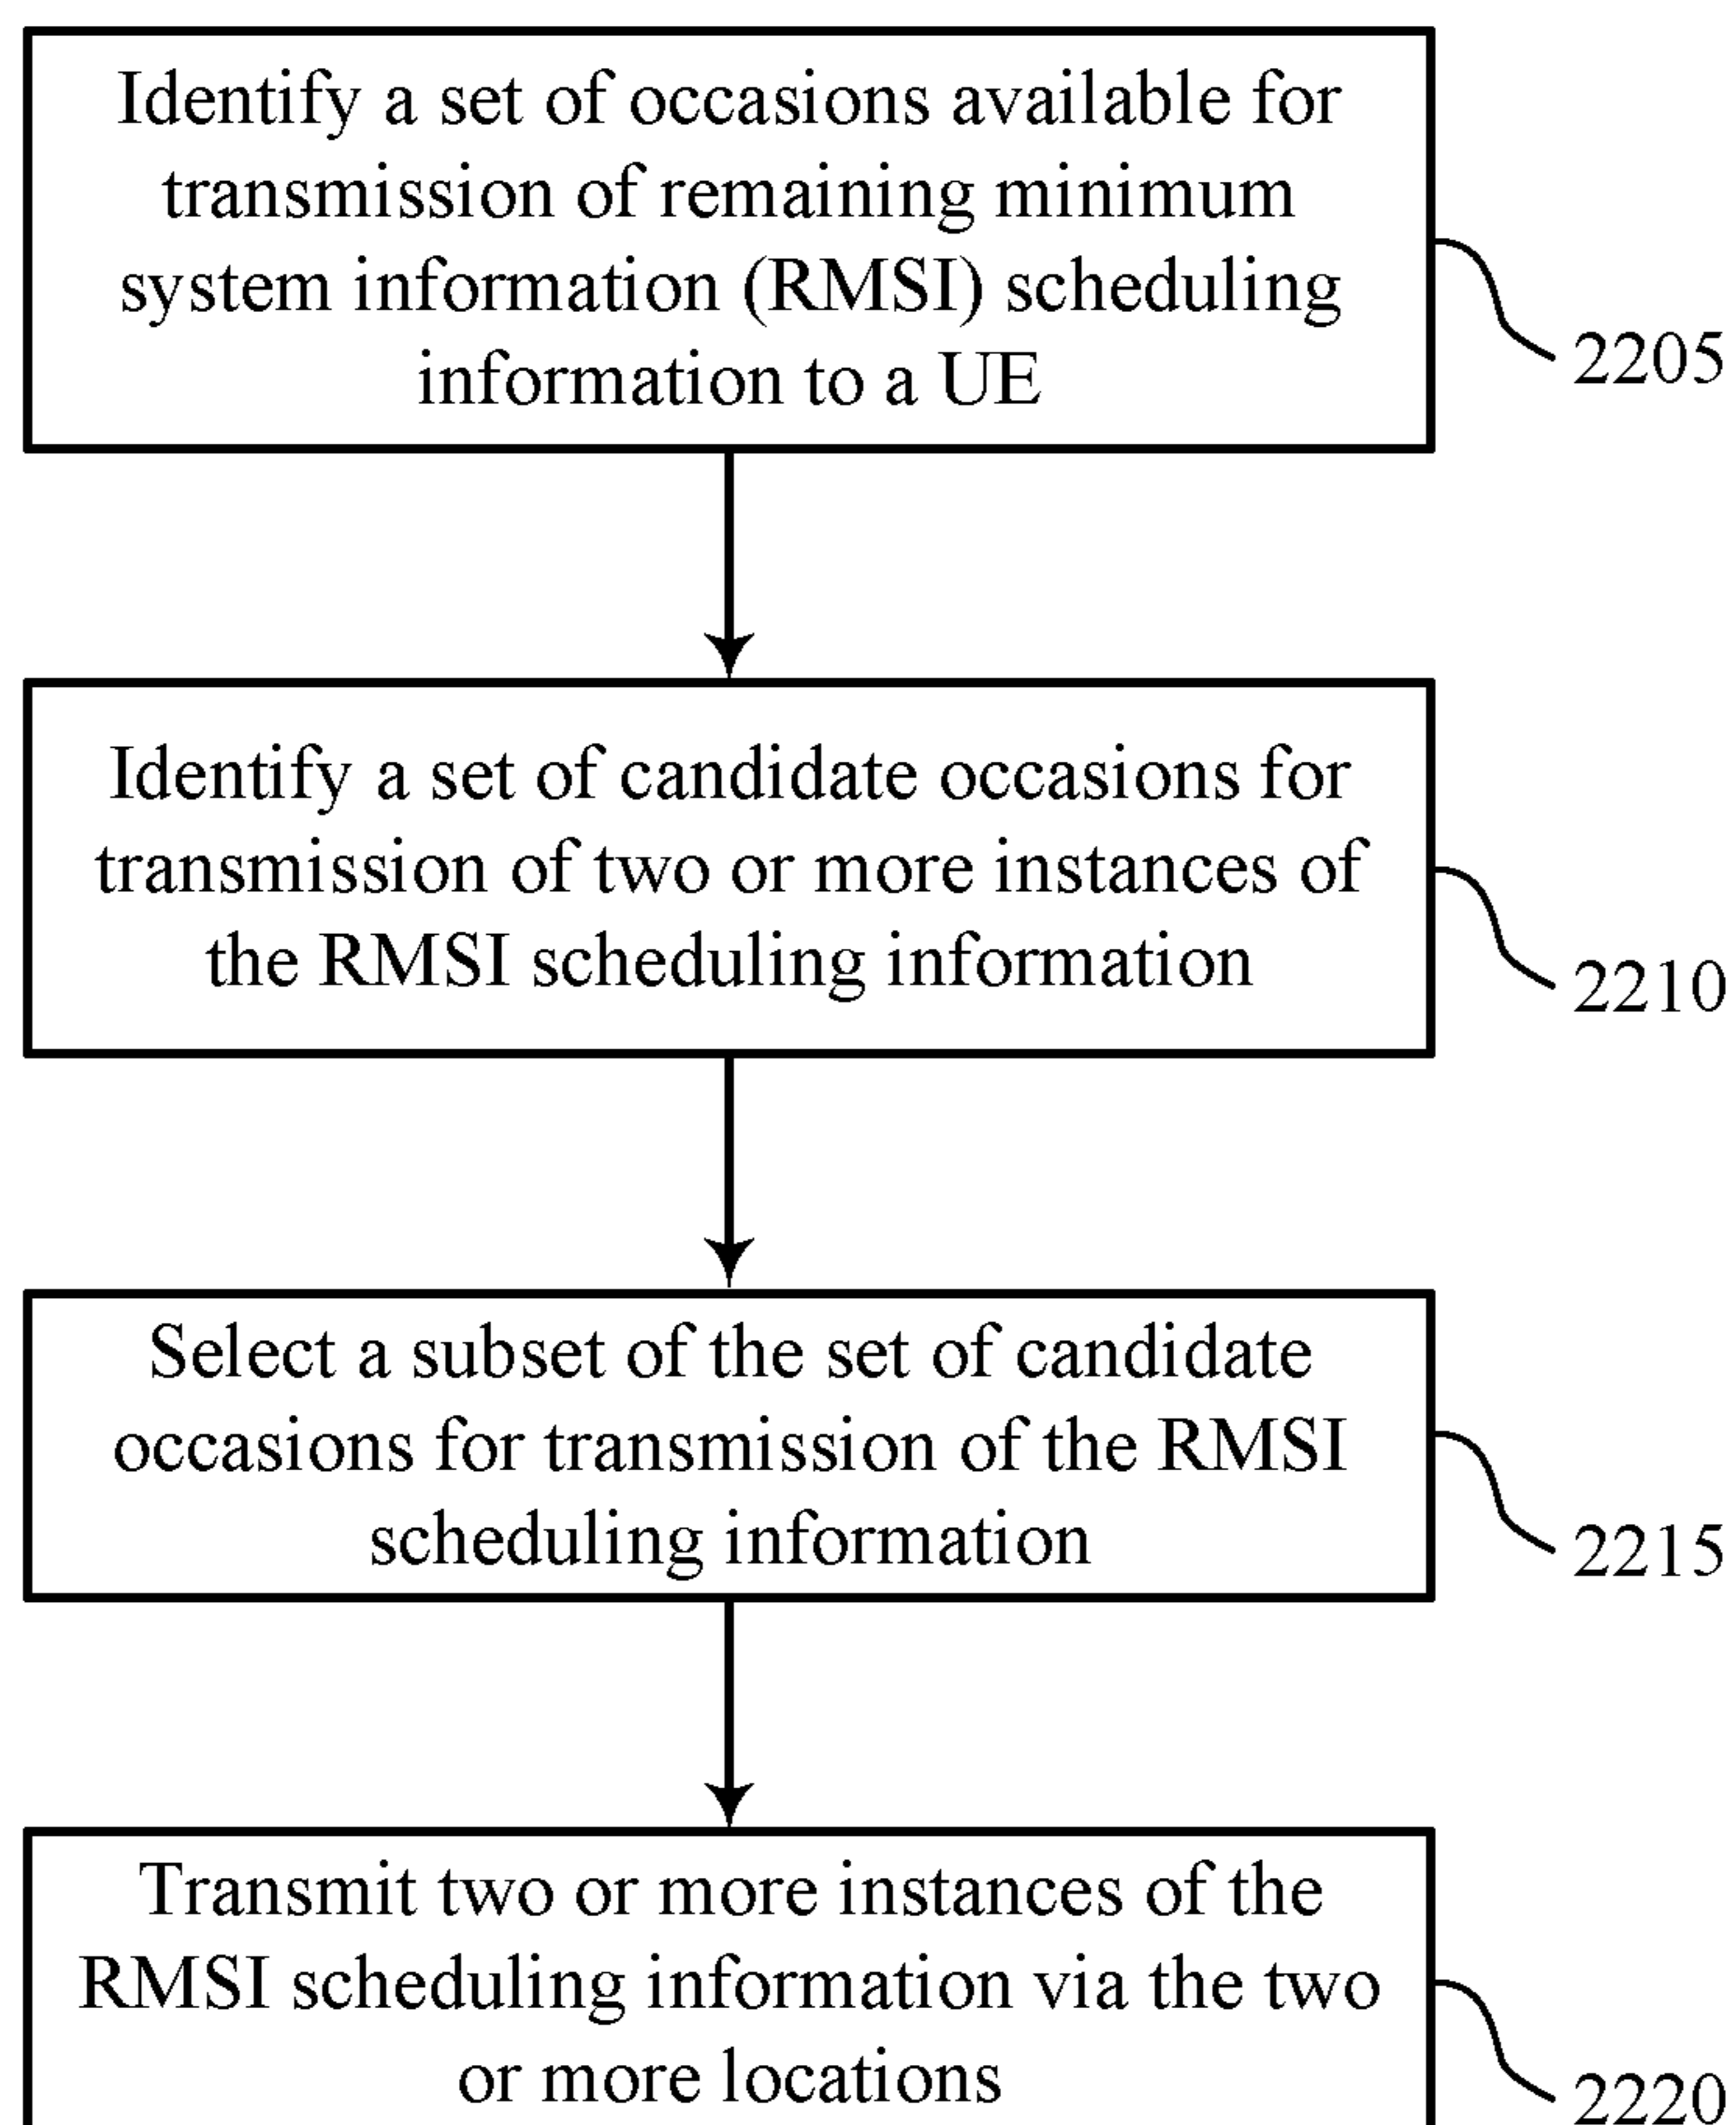 Identify a set of occasions available for
transmission of remaining minimum
system information (RMSI) scheduling
information to a UE
2205
Identify a set of candidate occasions for
transmission of two or more instances of
the RMSI scheduling information
2210
Select a subset of the set of candidate
occasions for transmission of the RMSI
scheduling information
2215
Transmit two or more instances of the
RMSI scheduling information via the two
or more locations
2220